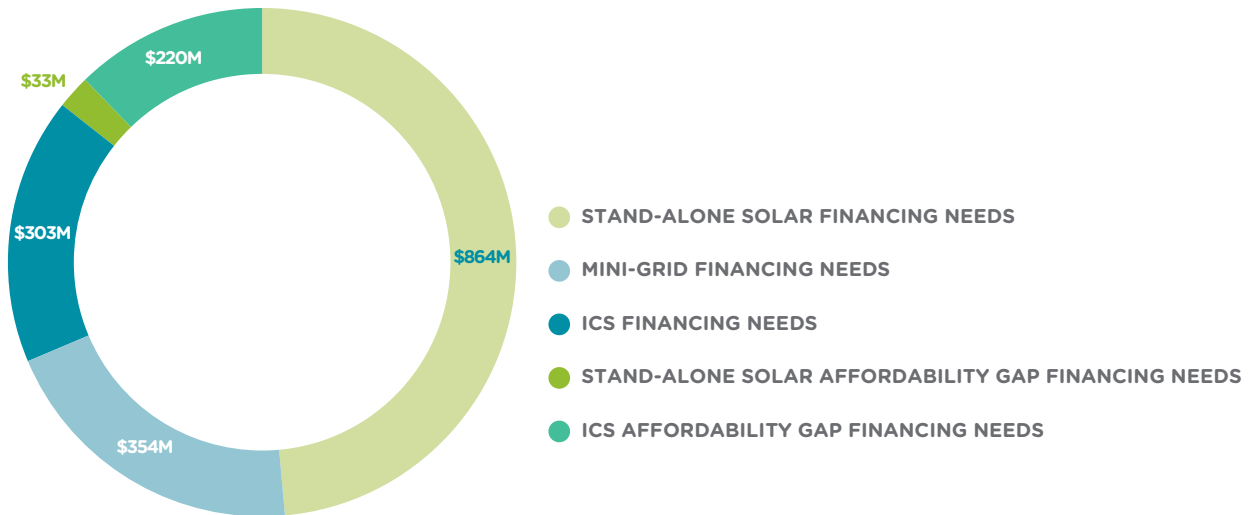 $220M
$33M
$303M
$864M
$354M
STAND-ALONE SOLAR FINANCING NEEDS
MINI-GRID FINANCING NEEDS
ICS FINANCING NEEDS
STAND-ALONE SOLAR AFFORDABILITY GAP FINANCING NEEDS
ICS AFFORDABILITY GAP FINANCING NEEDS